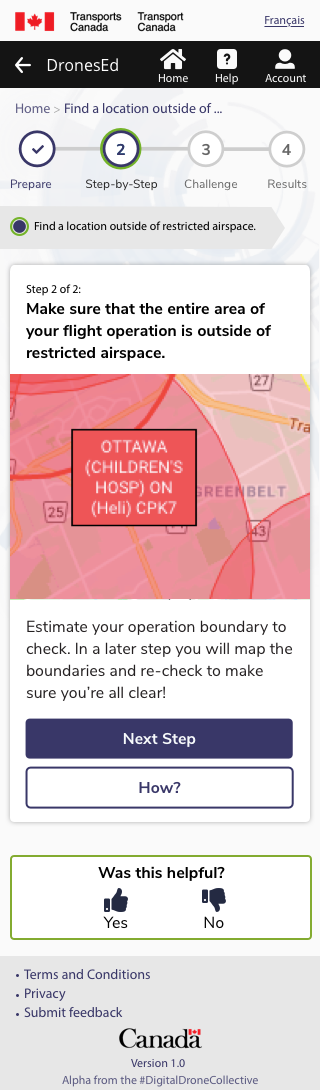 Transports Canada
Transport Canada
Français
DronesEd
Home
Help
Account
Home > Find a location outside of ...
2
3
4
Prepare
Step-by-Step
Challenge
Results
Find a location outside of restricted airspace.
Step 2 of 2:
Make sure that the entire area of
your flight operation is outside of
restricted airspace.
27
Tra
OTTAWA
(CHILDREN'S
HOSP) ON
(Heli) CPK7
GREENBELT
25
43
Estimate your operation boundary to
check. In a later step you will map the
boundaries and re-check to make
sure you're all clear!
Next Step
How?
Was this helpful?
Yes
No
• Terms and Conditions
• Privacy
• Submit feedback
Canada
Version 1.0
Alpha from the #DigitalDroneCollective